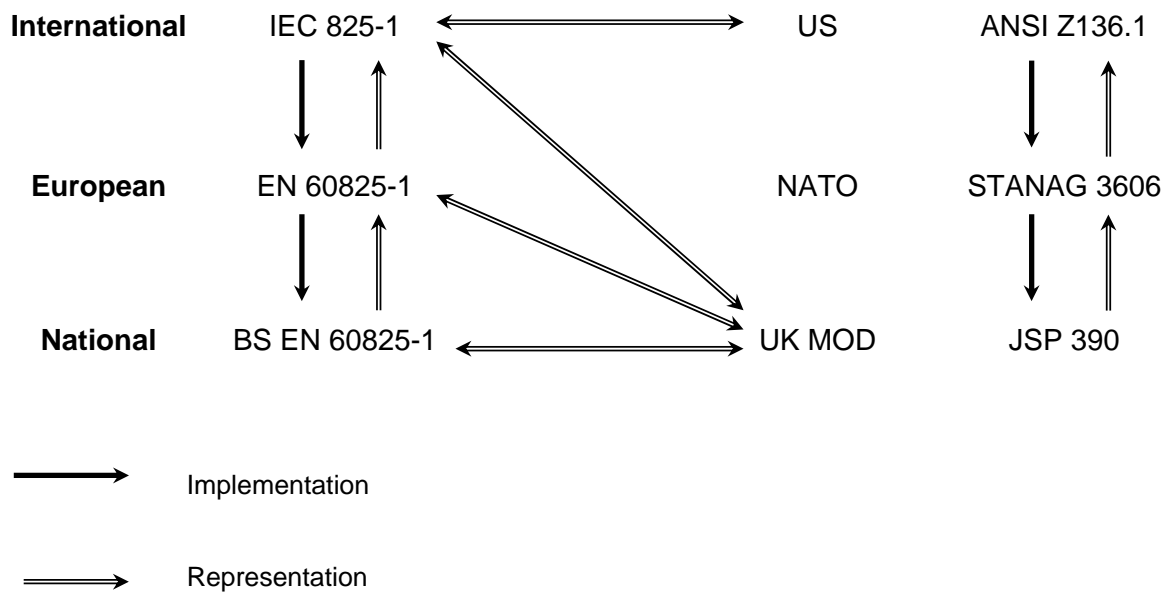 International IEC 825-1 US ANSI Z136.1
European EN 60825-1 NATO STANAG 3606
National BS EN 60825-1 UK MOD JSP 390
Implementation
Representation